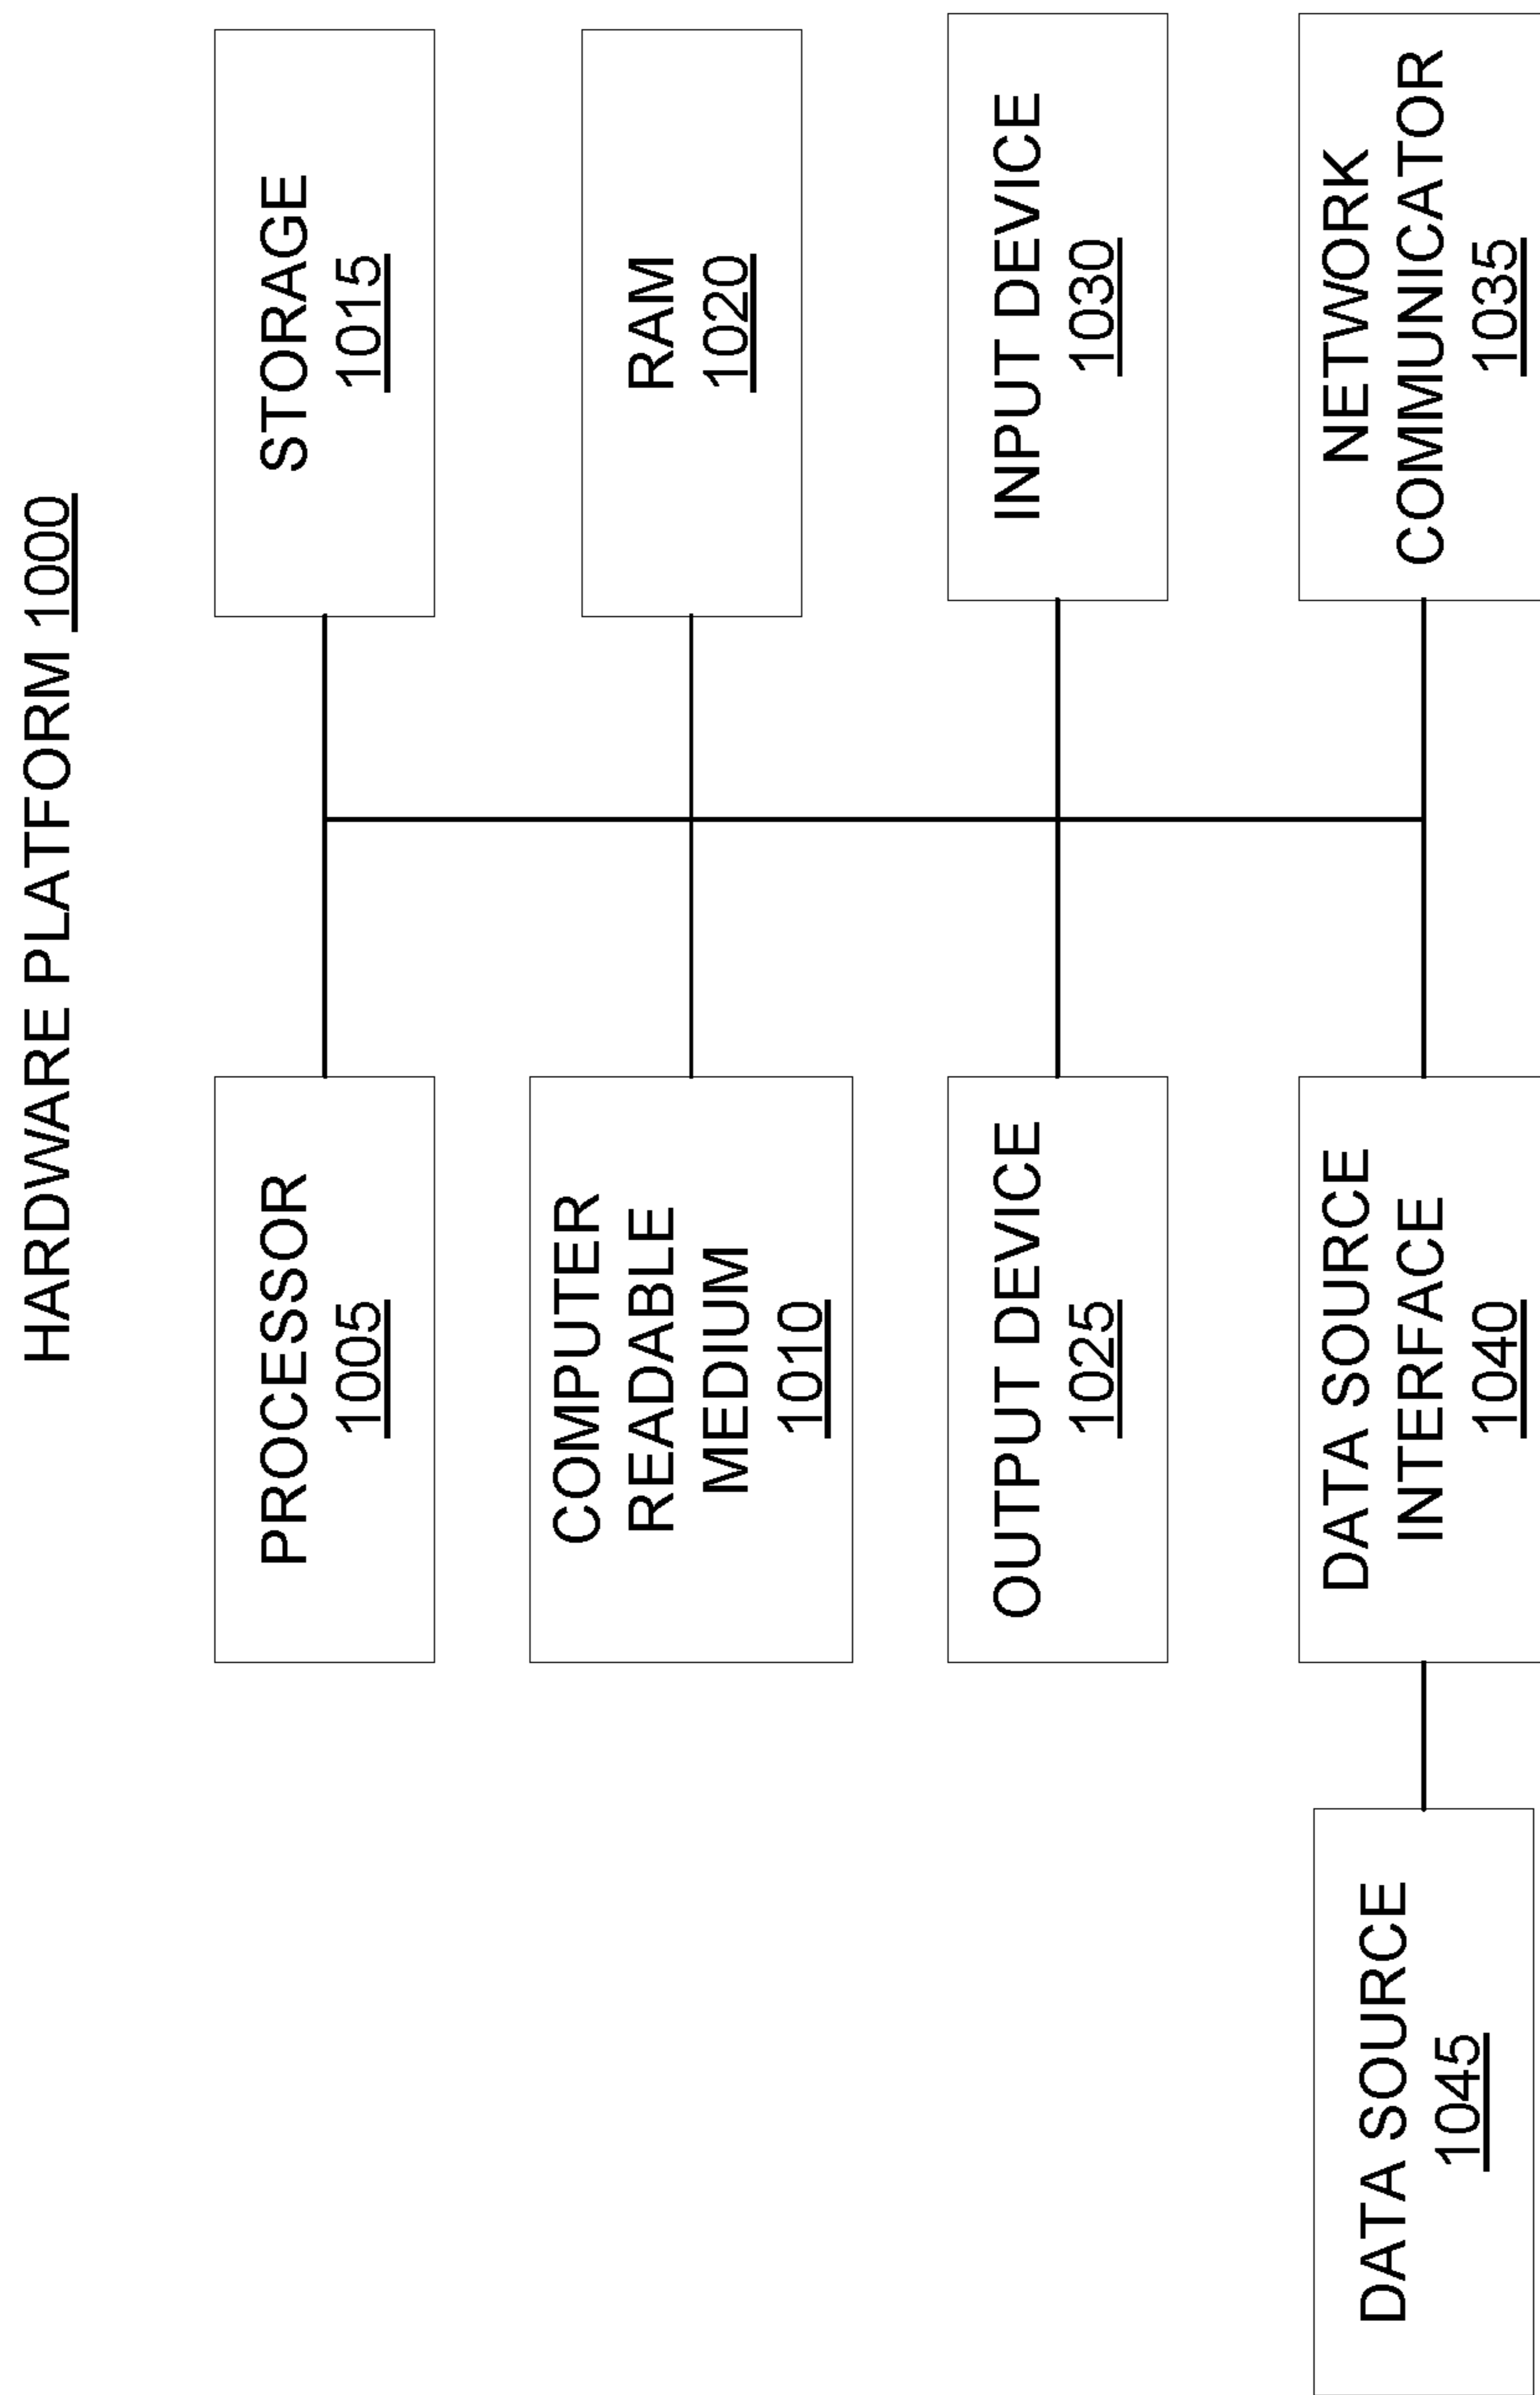 HARDWARE PLATFORM 1000
PROCESSOR
1005
STORAGE
1015
COMPUTER
READABLE
MEDIUM
1010
RAM
1020
OUTPUT DEVICE
1025
INPUT DEVICE
1030
DATA SOURCE
1045
DATA SOURCE
INTERFACE
1040
NETWORK
COMMUNICATOR
1035